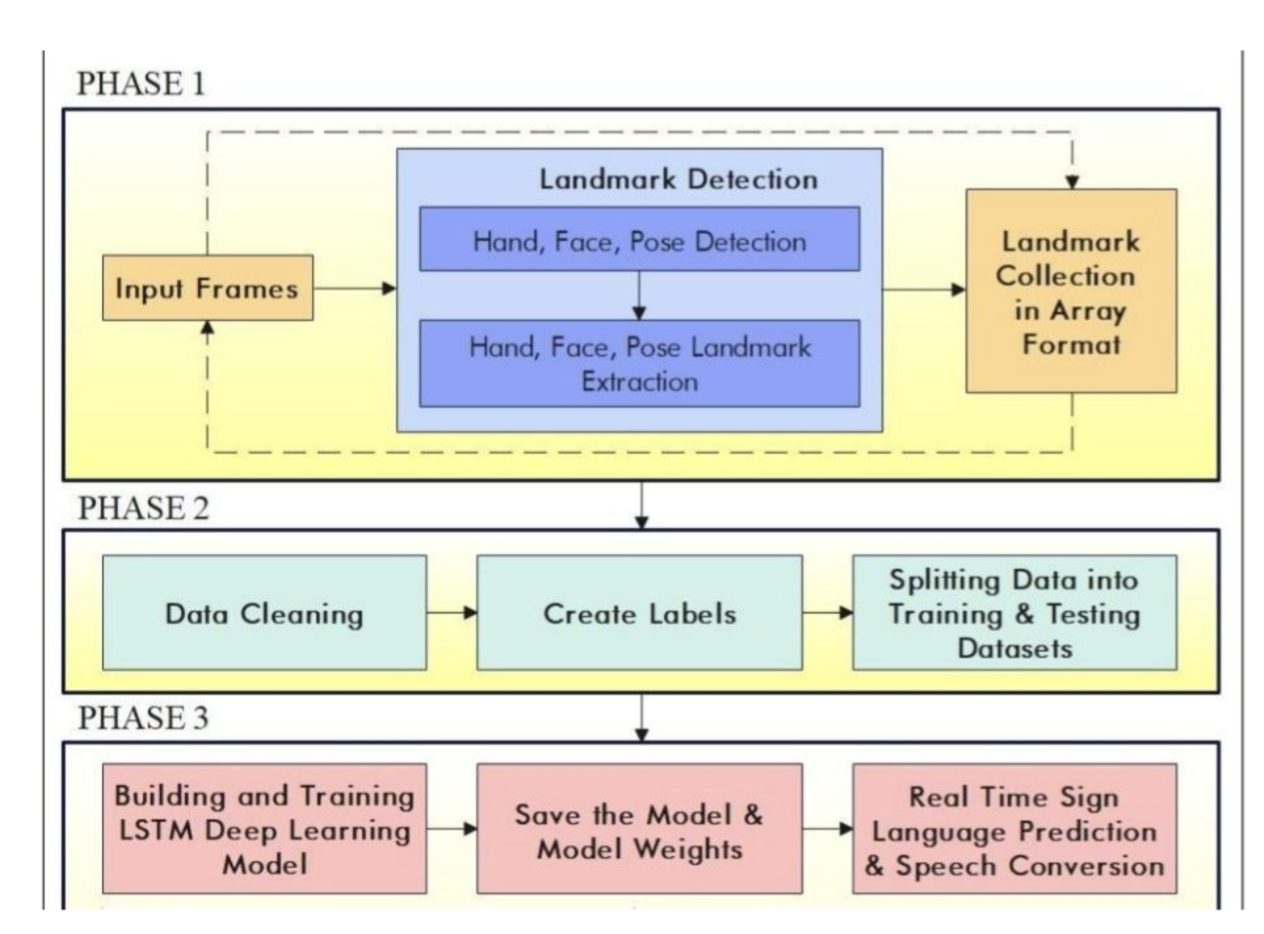 PHASE 1
Landmark Detection
Hand, Face, Pose Detection
Input Frames
Hand, Face, Pose Landmark
Extraction
Landmark
Collection
in Array
Format
PHASE 2
Data Cleaning
Create Labels
Splitting Data into
Training & Testing
Datasets
PHASE 3
Building and Training
LSTM Deep Learning
Model
Save the Model &
Model Weights
Real Time Sign
Language Prediction
& Speech Conversion